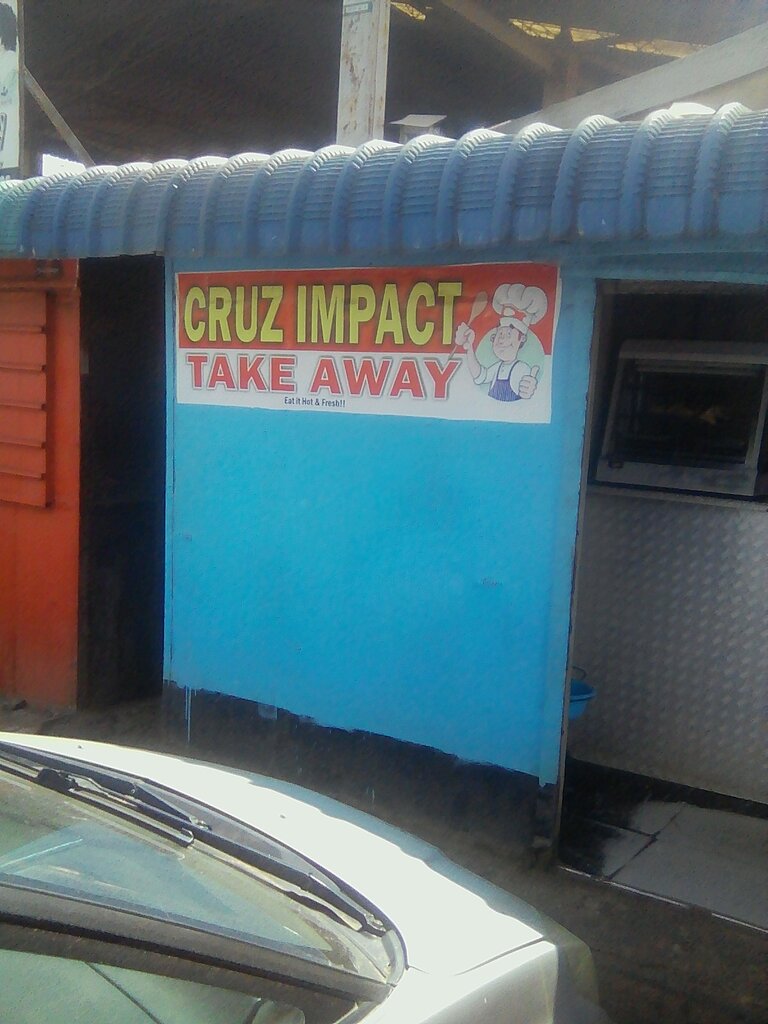 CRUZ IMPACT
TAKE AWAY
Eat it Hot & Fresh!!